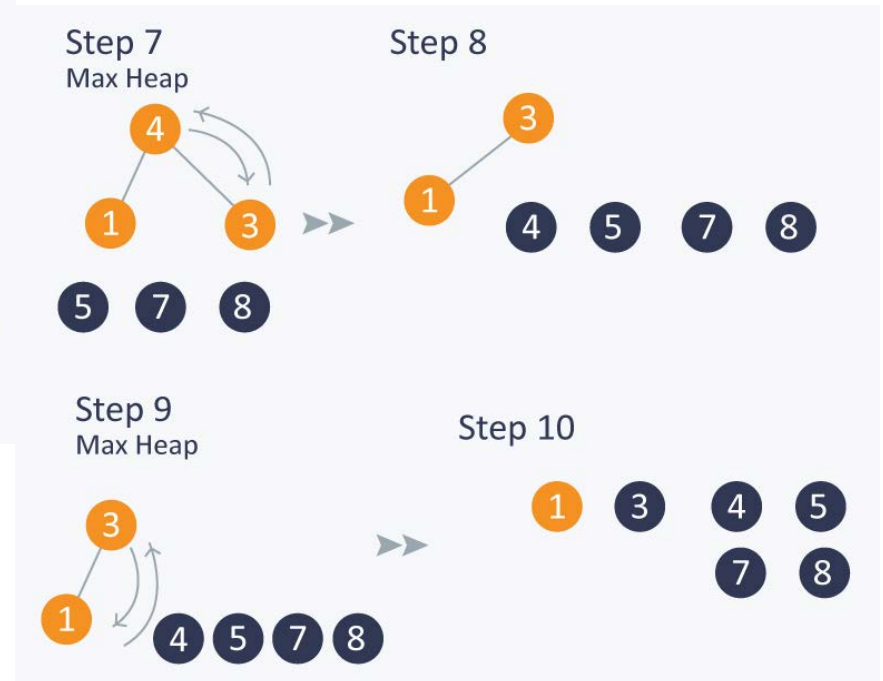 Step 7
Max Heap
4
1 3
5 7 8
Step 8
3
1
4 5 7 8
Step 9
Max Heap
3
1
4 5 7 8
Step 10
1 3 4 5
7 8